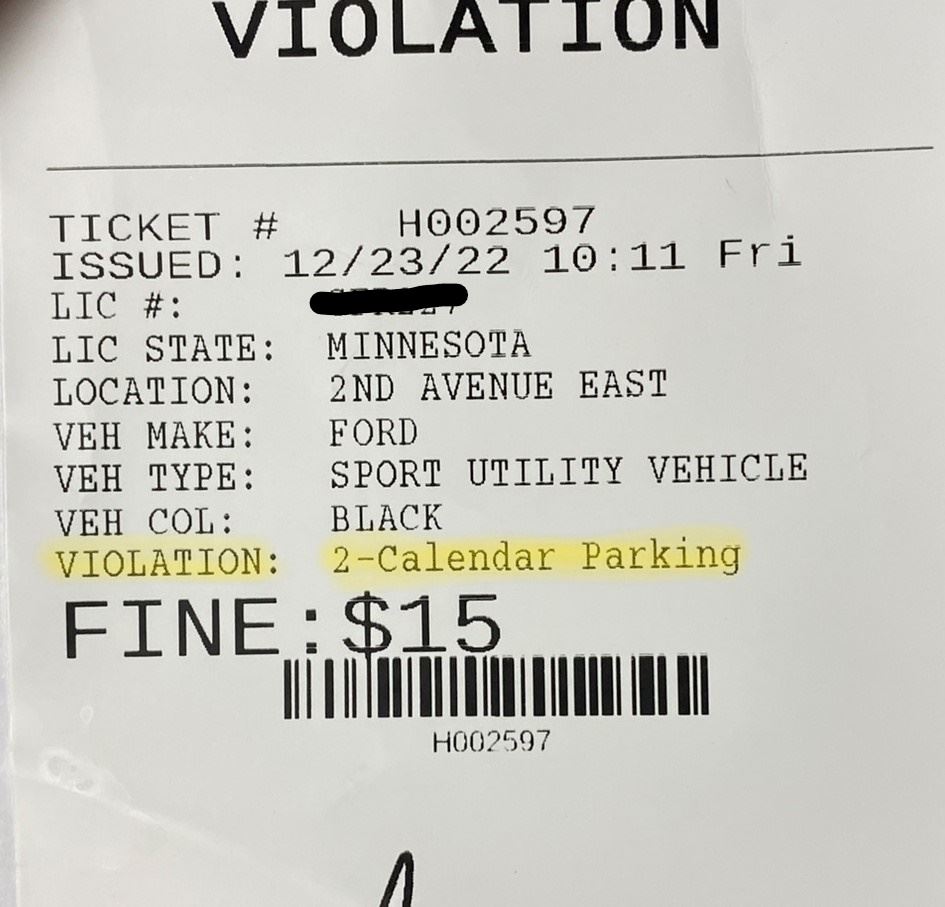 VIOLATION
TICKET # H002597
ISSUED: 12/23/22 10:11 Fri
LIC #:
LIC STATE: MINNESOTA
LOCATION: 2ND AVENUE EAST
VEH MAKE: FORD
VEH TYPE: SPORT UTILITY VEHICLE
VEH COL: BLACK
VIOLATION: 2-Calendar Parking
FINE:$15
H002597